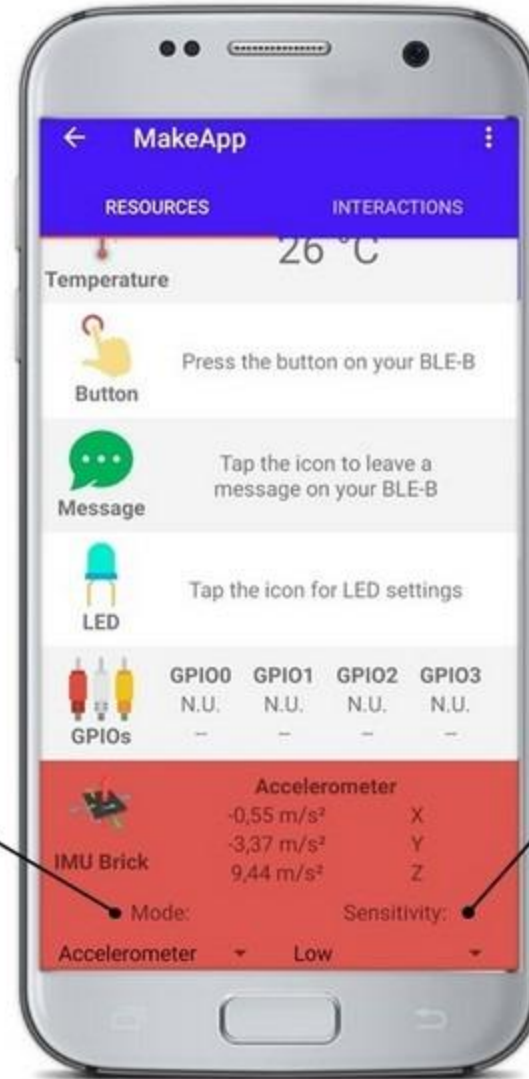 MakeApp
RESOURCES INTERACTIONS
26 °C
Temperature
Button
Press the button on your BLE-B
Message
Tap the icon to leave a
message on your BLE-B
LED
Tap the icon for LED settings
GPIOs
GPIO0 GPIO1 GPIO2 GPIO3
N.U. N.U. N.U. N.U.
-- -- -- --
IMU Brick
Accelerometer
-0,55 m/s² X
-3,37 m/s² Y
9,44 m/s² Z
Mode: Sensitivity:
Accelerometer Low